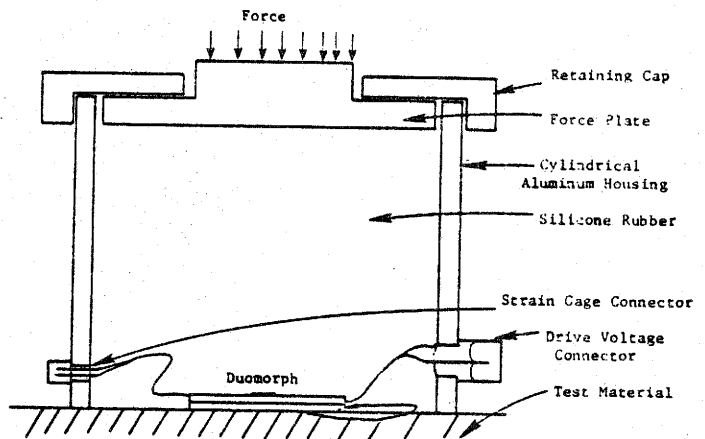 Force
Retaining Cap
Force Plate
Cylindrical
Aluminum Housing
Silicone Rubber
Strain Gage Connector
Drive Voltage
Connector
Duomorph
Test Material